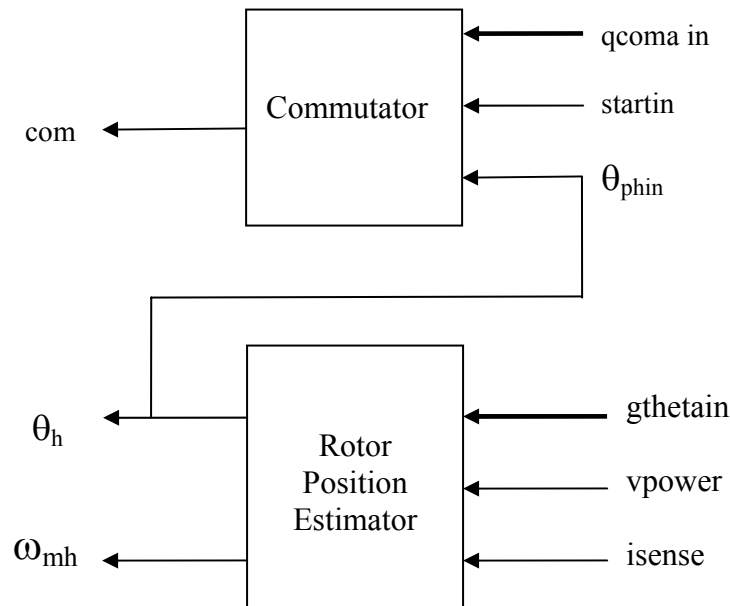 qcoma in
Commutator
startin
com
θphin
θh
gthetain
Rotor
Position
Estimator
vpower
ωmh
isense